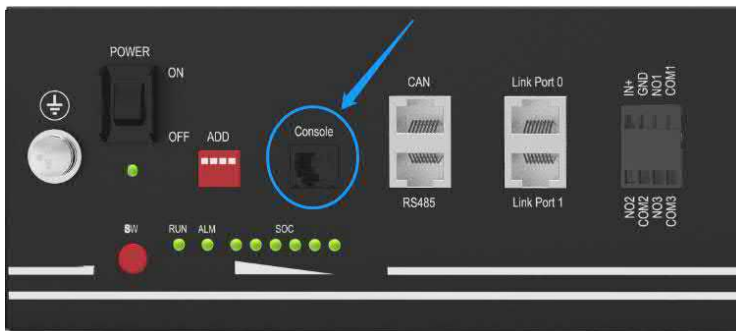 POWER
ON
OFF
ADD
Console
CAN
RS485
Link Port 0
Link Port 1
IN+
GND
NO1
COM1
NO2
COM2
NO3
COM3
SW
RUN
ALM
SOC